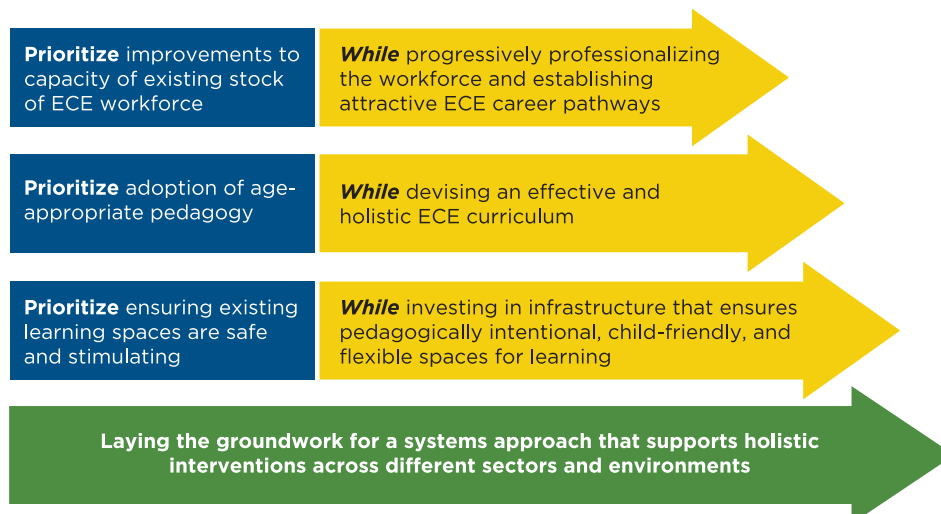 Prioritize improvements to
capacity of existing stock
of ECE workforce
While progressively professionalizing
the workforce and establishing
attractive ECE career pathways
Prioritize adoption of age-
appropriate pedagogy
While devising an effective and
holistic ECE curriculum
Prioritize ensuring existing
learning spaces are safe
and stimulating
While investing in infrastructure that ensures
pedagogically intentional, child-friendly, and
flexible spaces for learning
Laying the groundwork for a systems approach that supports holistic
interventions across different sectors and environments